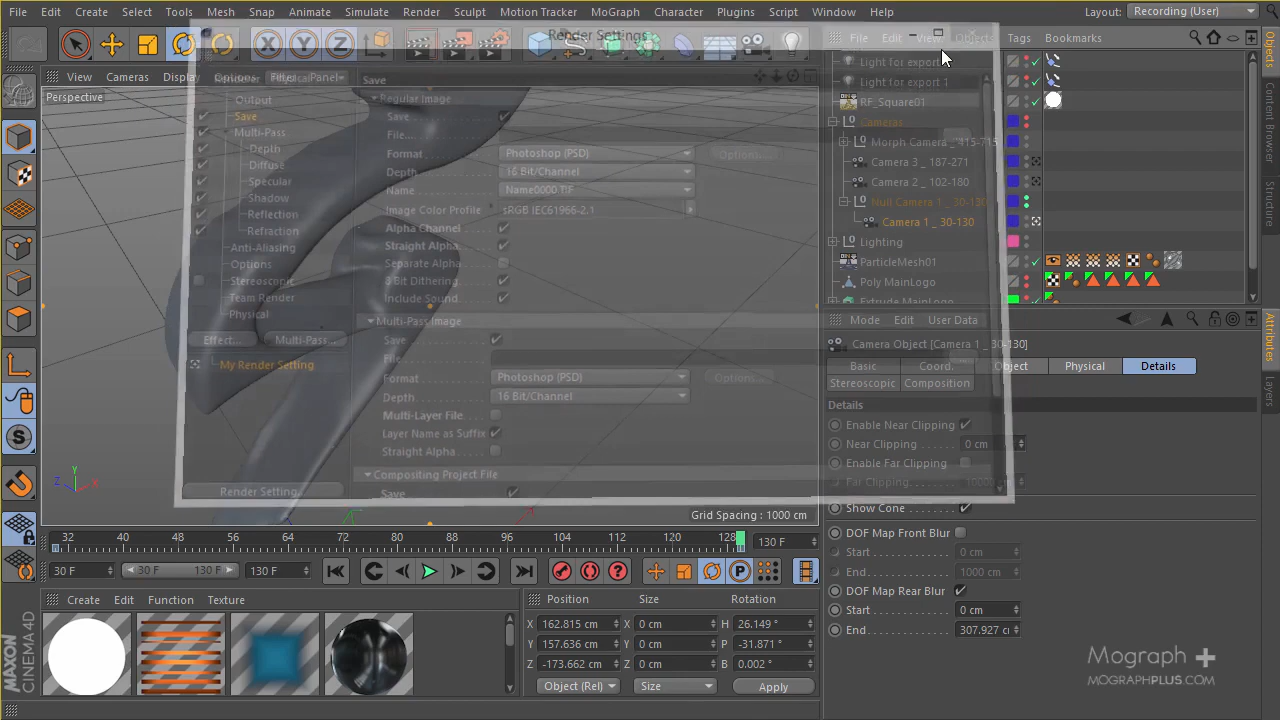 File Edit Create Select Tools Mesh Snap Animate Simulate Render Sculpt Motion Tracker MoGraph Character Plugins Script Window Help Layout: Recording (User)
Render Settings
File Edit View Objects Tags Bookmarks
View Cameras Display Options Filter Panel
Renderer Physical
Save
Perspective
Output
Save
Multi-Pass
Depth
Diffuse
Specular
Shadow
Reflection
Refraction
Anti-Aliasing
Options
Stereoscopic
Team Render
Physical
Effect... Multi-Pass...
My Render Setting
Render Setting...
Regular Image
Save
File...
Format Photoshop (PSD) Options...
Depth 16 Bit/Channel
Name Name0000.TIF
Image Color Profile sRGB IEC61966-2.1
Alpha Channel
Straight Alpha
Separate Alpha
8 Bit Dithering
Include Sound
Multi-Pass Image
Save
File
Format Photoshop (PSD) Options...
Depth 16 Bit/Channel
Multi-Layer File
Layer Name as Suffix
Straight Alpha
Compositing Project File
Save
Light for export
Light for export 1
RF_Square01
Cameras
Morph Camera _ 415-715
Camera 3 _ 187-271
Camera 2 _ 102-180
Null Camera 1 _ 30-130
Camera 1 _ 30-130
Lighting
ParticleMesh01
Poly MainLogo
Extrude MainLogo
Objects
Content Browser
Structure
Attributes
Layers
Mode Edit User Data
Camera Object [Camera 1 _ 30-130]
Basic Coord. Object Physical Details
Stereoscopic Composition
Details
Enable Near Clipping
Near Clipping 0 cm
Enable Far Clipping
Far Clipping
Show Cone
DOF Map Front Blur
Start 0 cm
End 1000 cm
DOF Map Rear Blur
Start 0 cm
End 307.927 cm
Y
Z X
Grid Spacing : 1000 cm
32 40 48 56 64 72 80 88 96 104 112 120 128 130 F
30 F 30 F 130 F 130 F
Create Edit Function Texture
Position Size Rotation
X 162.815 cm X 0 cm H 26.149 °
Y 157.636 cm Y 0 cm P -31.871 °
Z -173.662 cm Z 0 cm B 0.002 °
Object (Rel) Size Apply
MAXON
CINEMA4D
Mograph +
MOGRAPHPLUS.COM